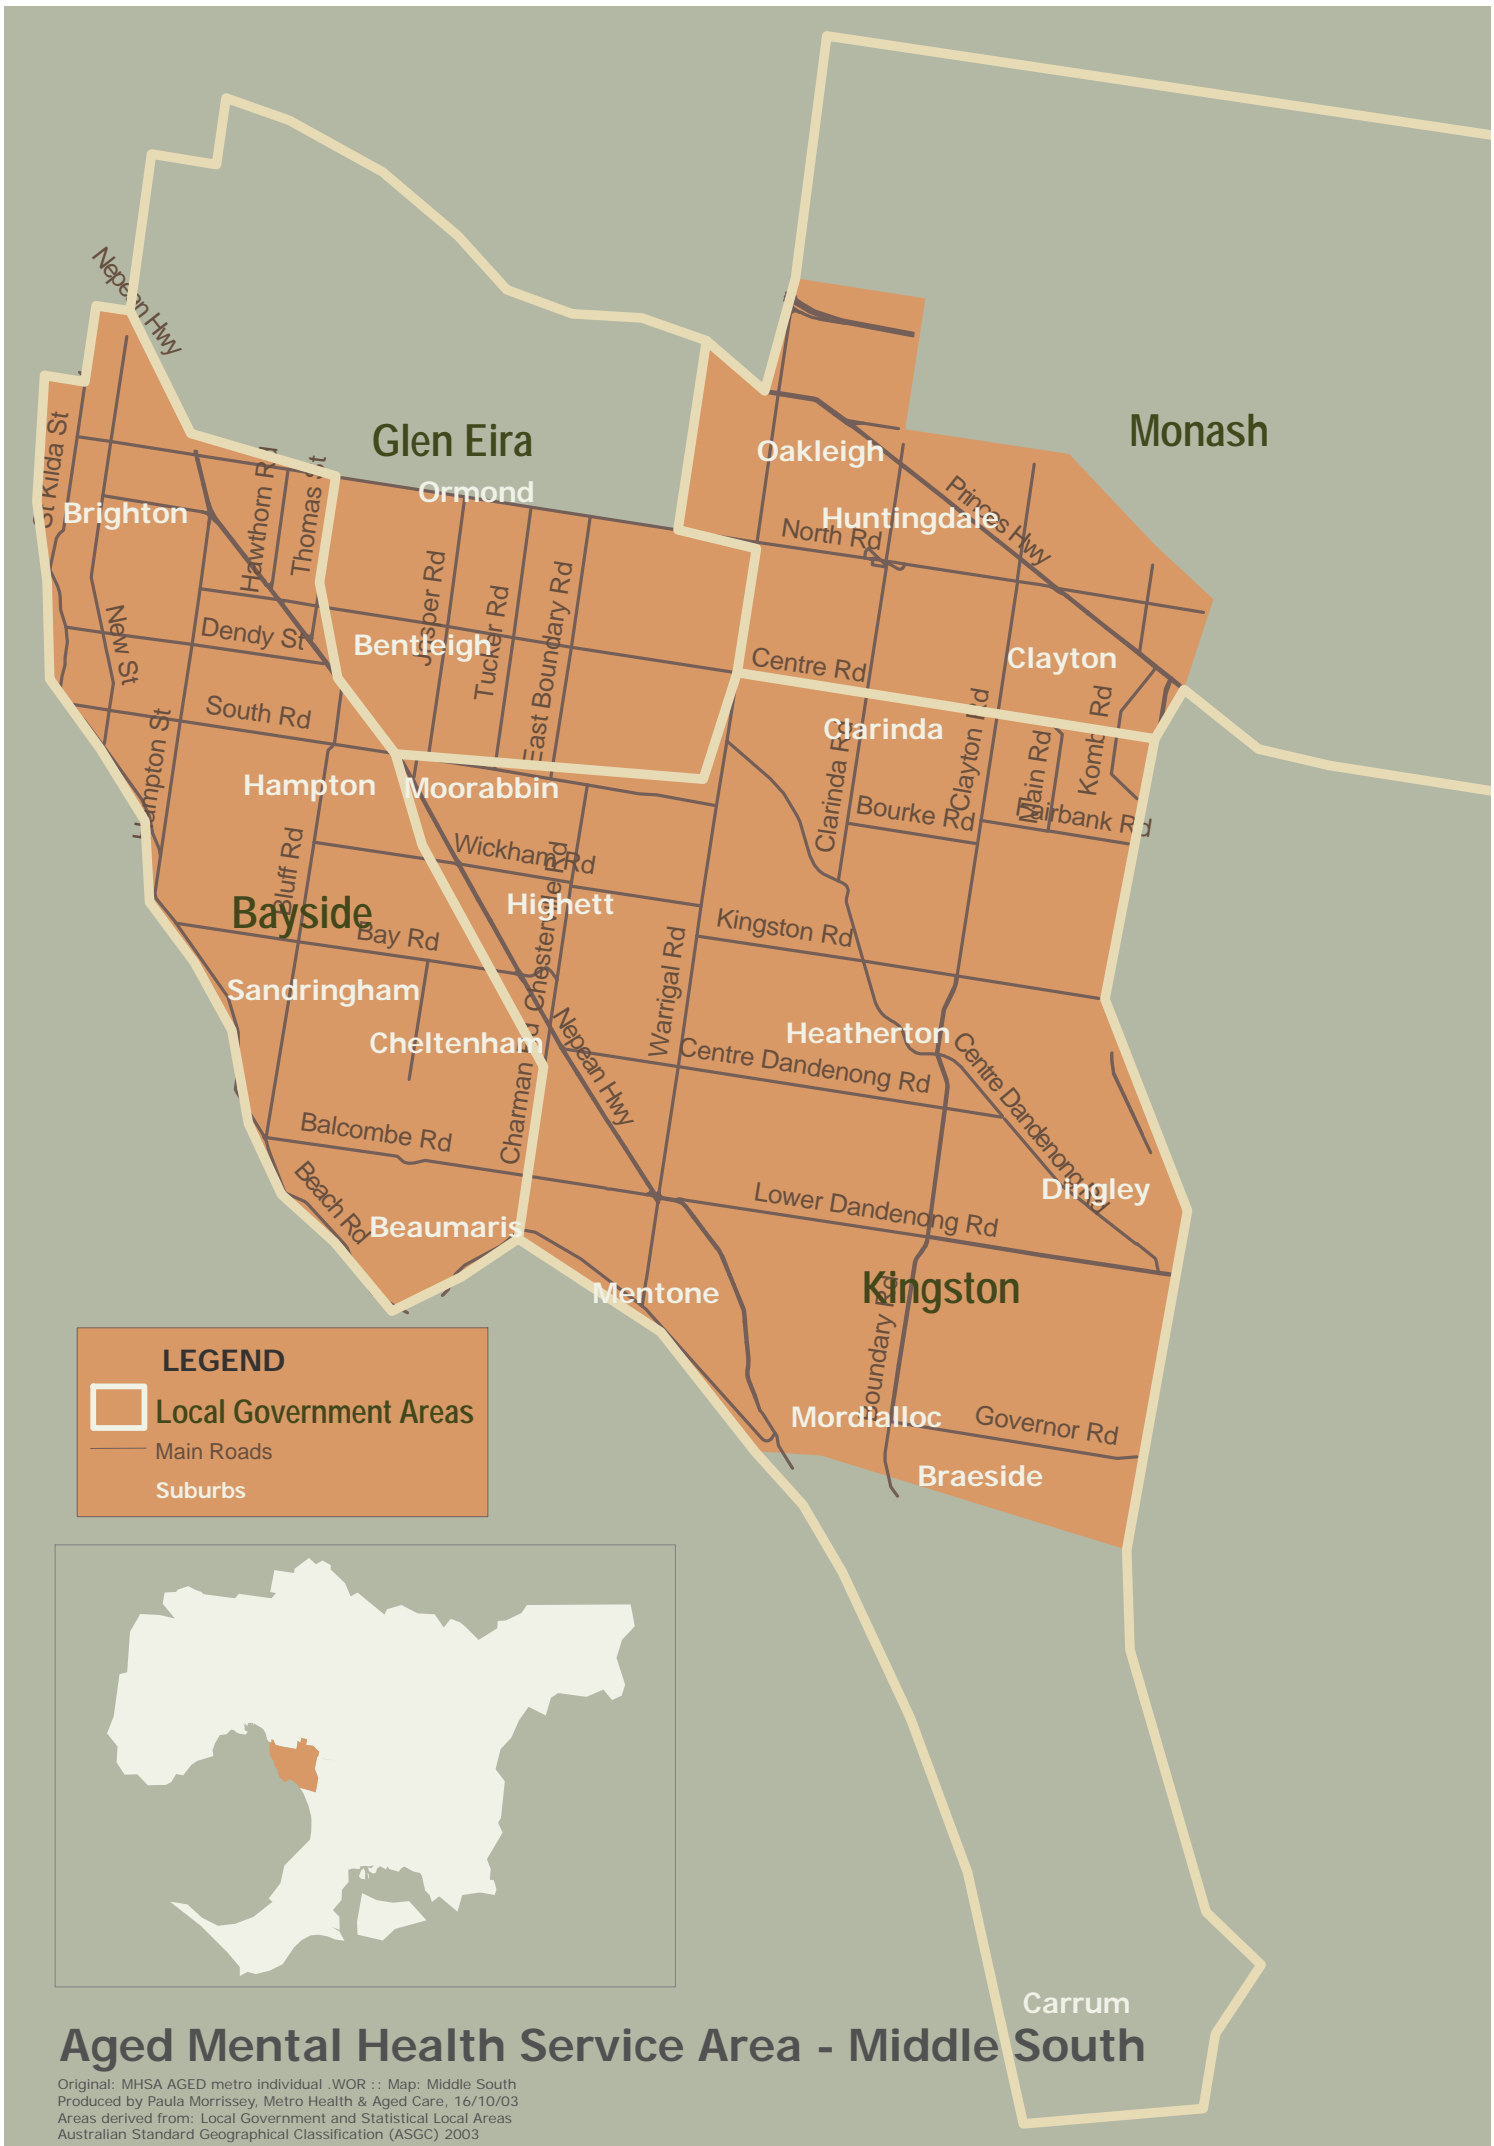 Nepean Hwy
Glen Eira
Monash
Oakleigh
St Kilda St
Ormond
Brighton
Hawthorn Rd
Thomas St
Princes Hwy
Huntingdale
North Rd
Jasper Rd
Tucker Rd
East Boundary Rd
New St
Dendy St
Bentleigh
Centre Rd
Clayton
South Rd
Hampton St
Clarinda
Clarinda Rd
Clayton Rd
Main Rd
Hampton
Moorabbin
Bourke Rd
Fairbank Rd
Wickham Rd
Bluff Rd
Bayside
Highett
Chesterville Rd
Bay Rd
Kingston Rd
Warrigal Rd
Sandringham
Cheltenham
Nepean Hwy
Heatherton
Centre Dandenong Rd
Centre Dandenong Rd
Charman Rd
Balcombe Rd
Beach Rd
Beaumaris
Dingley
Lower Dandenong Rd
Mentone
Kingston
Boundary Rd
Mordialloc
Governor Rd
Braeside
LEGEND
Local Government Areas
Main Roads
Suburbs
Carrum
Aged Mental Health Service Area - Middle South
Original: MHSA AGED metro individual .WOR :: Map: Middle South
Produced by Paula Morrissey, Metro Health & Aged Care, 16/10/03
Areas derived from: Local Government and Statistical Local Areas
Australian Standard Geographical Classification (ASGC) 2003